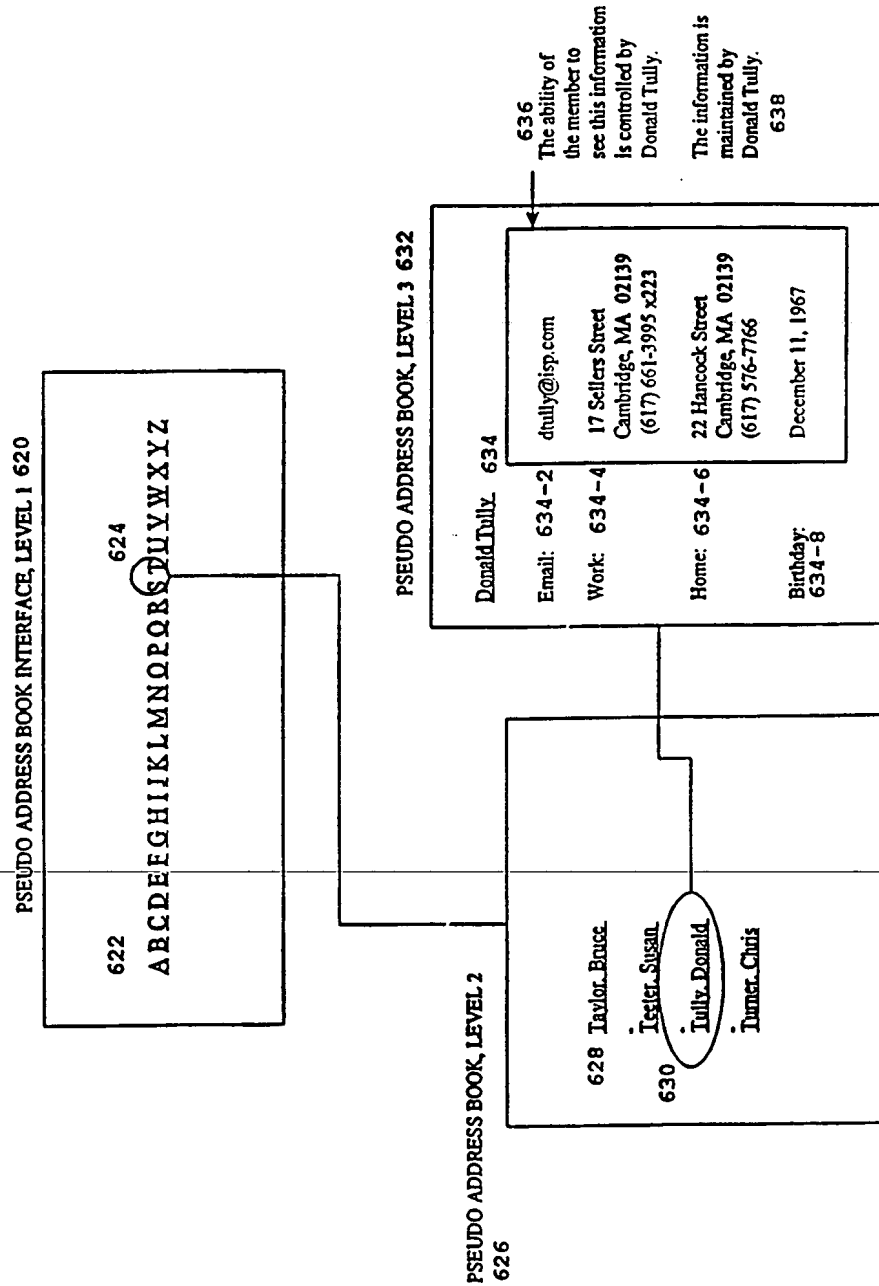 PSEUDO ADDRESS BOOK INTERFACE, LEVEL 1 620
622
624
A B C D E F G H I J K L M N O P Q R S T U V W X Y Z
PSEUDO ADDRESS BOOK, LEVEL 2
626
628 Taylor, Bruce
Teeter, Susan
630
Tully, Donald
Turner, Chris
PSEUDO ADDRESS BOOK, LEVEL 3 632
Donald Tully 634
Email: 634-2 dtully@isp.com
Work: 634-4 17 Sellers Street
Cambridge, MA 02139
(617) 661-3995 x223
Home: 634-6 22 Hancock Street
Cambridge, MA 02139
(617) 576-7766
Birthday: December 11, 1967
634-8
636
The ability of
the member to
see this information
is controlled by
Donald Tully.
The information is
maintained by
Donald Tully.
638